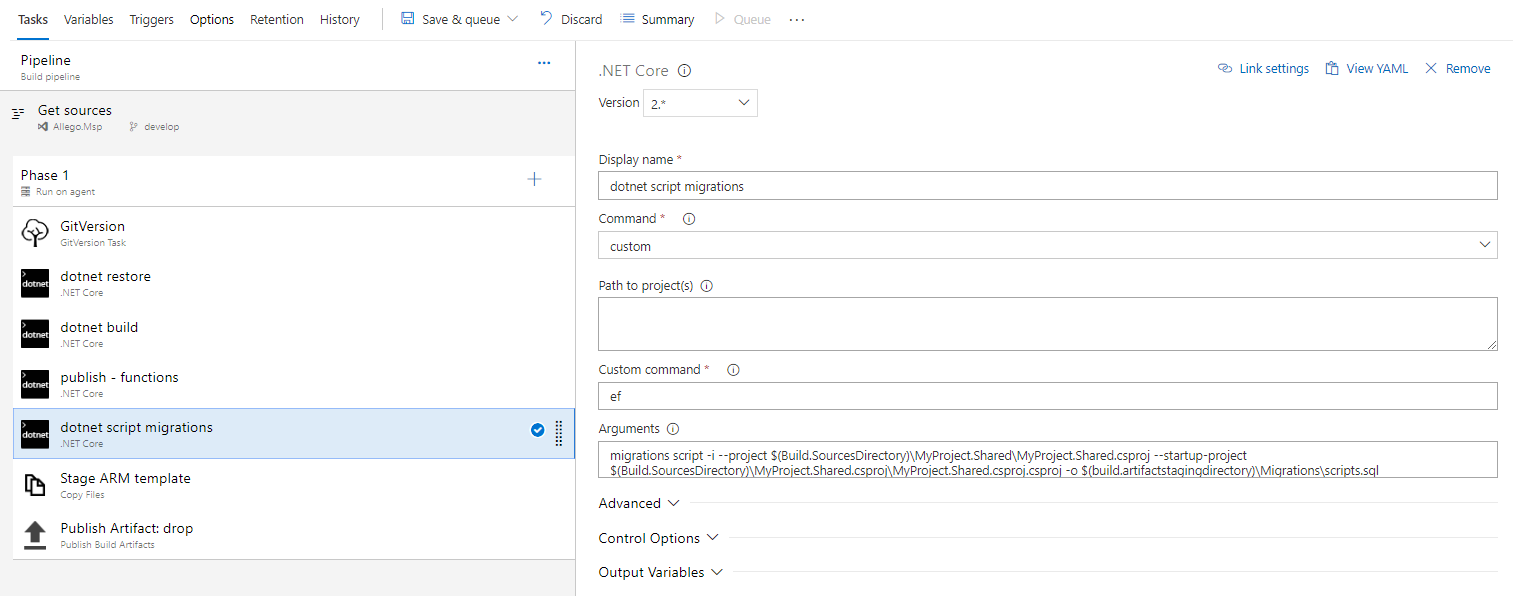 Tasks Variables Triggers Options Retention History Save & queue Discard Summary Queue ...
Pipeline
Build pipeline
Get sources
Allego.Msp develop
Phase 1
Run on agent
GitVersion
GitVersion Task
dotnet
dotnet restore
.NET Core
dotnet
dotnet build
.NET Core
dotnet
publish - functions
.NET Core
dotnet
dotnet script migrations
.NET Core
Stage ARM template
Copy Files
Publish Artifact: drop
Publish Build Artifacts
.NET Core
Link settings View YAML Remove
Version 2.*
Display name *
dotnet script migrations
Command *
custom
Path to project(s)
Custom command *
ef
Arguments
migrations script -i --project $(Build.SourcesDirectory)\MyProject.Shared\MyProject.Shared.csproj --startup-project
$(Build.SourcesDirectory)\MyProject.Shared.csproj\MyProject.Shared.csproj.csproj -o $(build.artifactstagingdirectory)\Migrations\scripts.sql
Advanced
Control Options
Output Variables